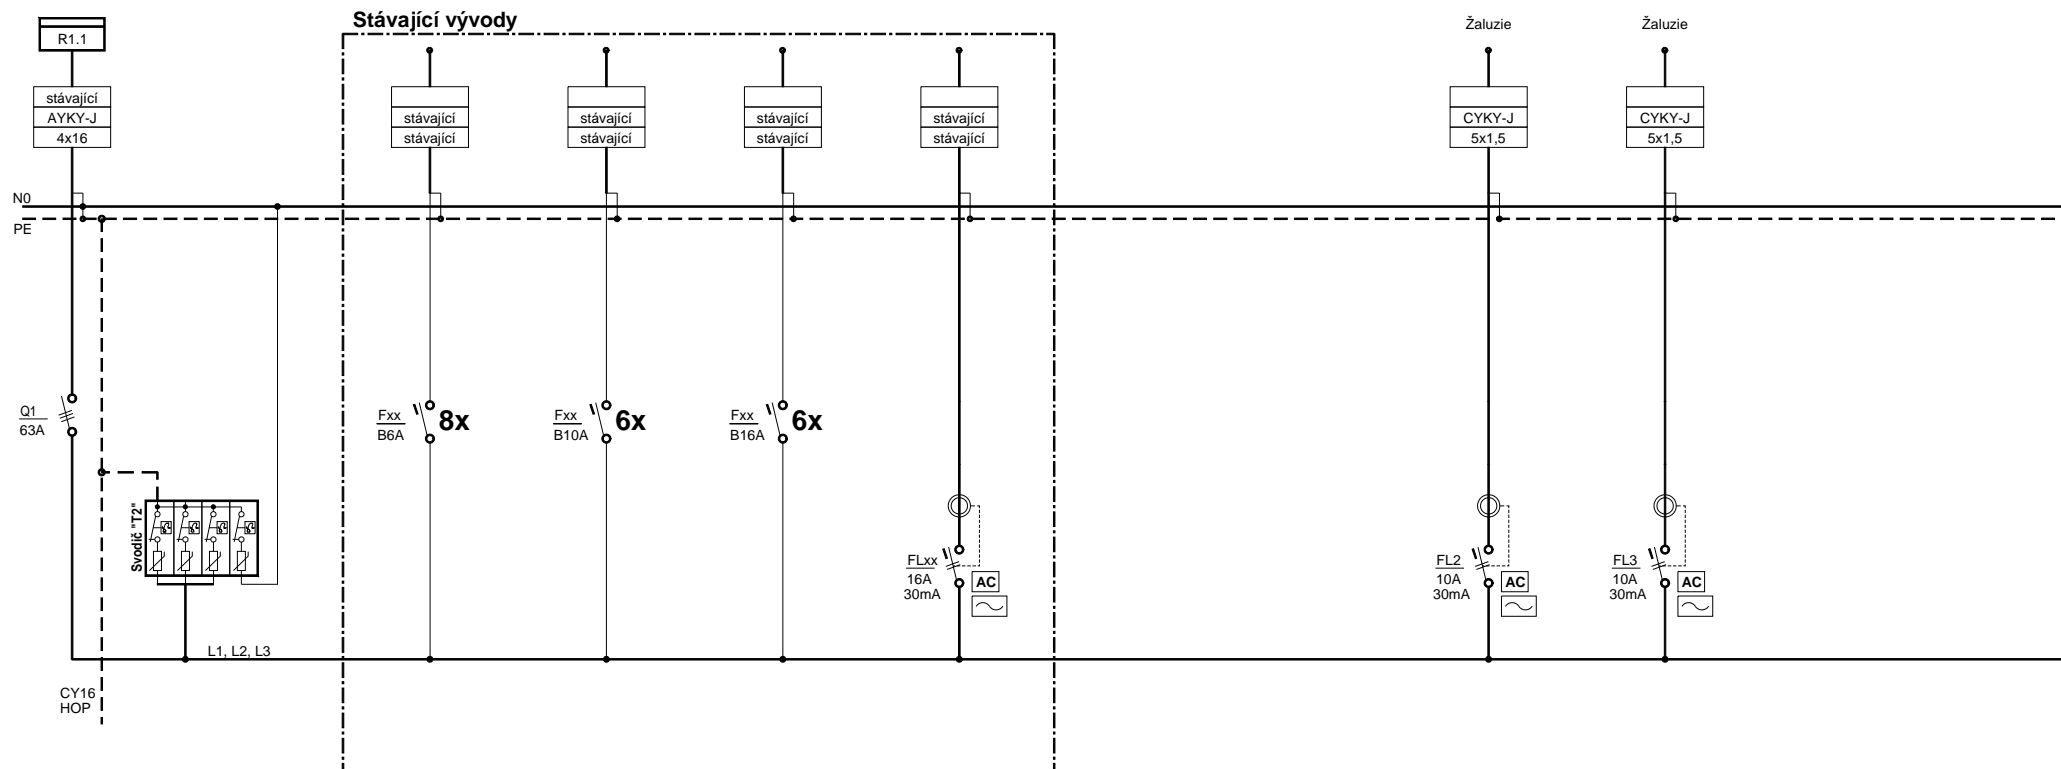 Stávající vývody
R1.1
Žaluzie
Žaluzie
stávající
AYKY-J
4x16
stávající
stávající
stávající
stávající
stávající
stávající
stávající
stávající
CYKY-J
5x1,5
CYKY-J
5x1,5
N0
PE
Q1
63A
Fxx
B6A
8x
Fxx
B10A
6x
Fxx
B16A
6x
Svodič "T2"
FLxx
16A
30mA
AC
FL2
10A
30mA
AC
FL3
10A
30mA
AC
L1, L2, L3
CY16
HOP